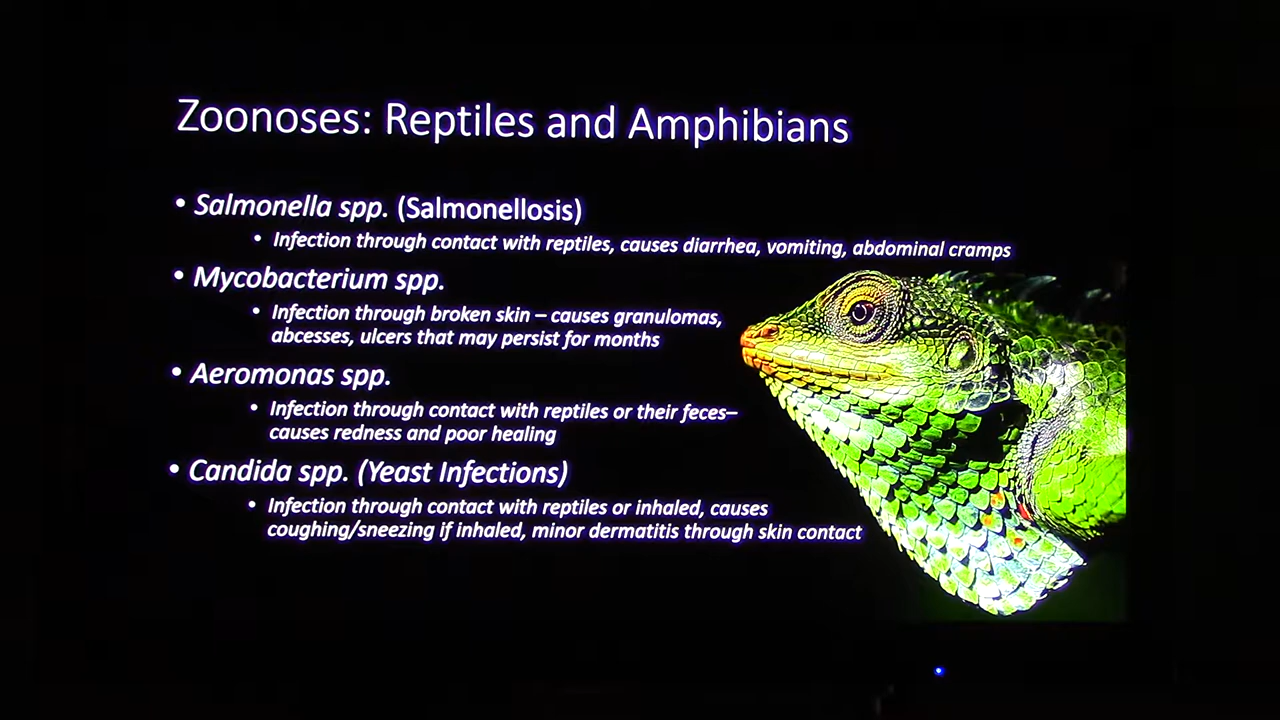 Zoonoses: Reptiles and Amphibians
• Salmonella spp. (Salmonellosis)
• Infection through contact with reptiles, causes diarrhea, vomiting, abdominal cramps
• Mycobacterium spp.
• Infection through broken skin – causes granulomas,
abcesses, ulcers that may persist for months
• Aeromonas spp.
• Infection through contact with reptiles or their feces–
causes redness and poor healing
• Candida spp. (Yeast Infections)
• Infection through contact with reptiles or inhaled, causes
coughing/sneezing if inhaled, minor dermatitis through skin contact